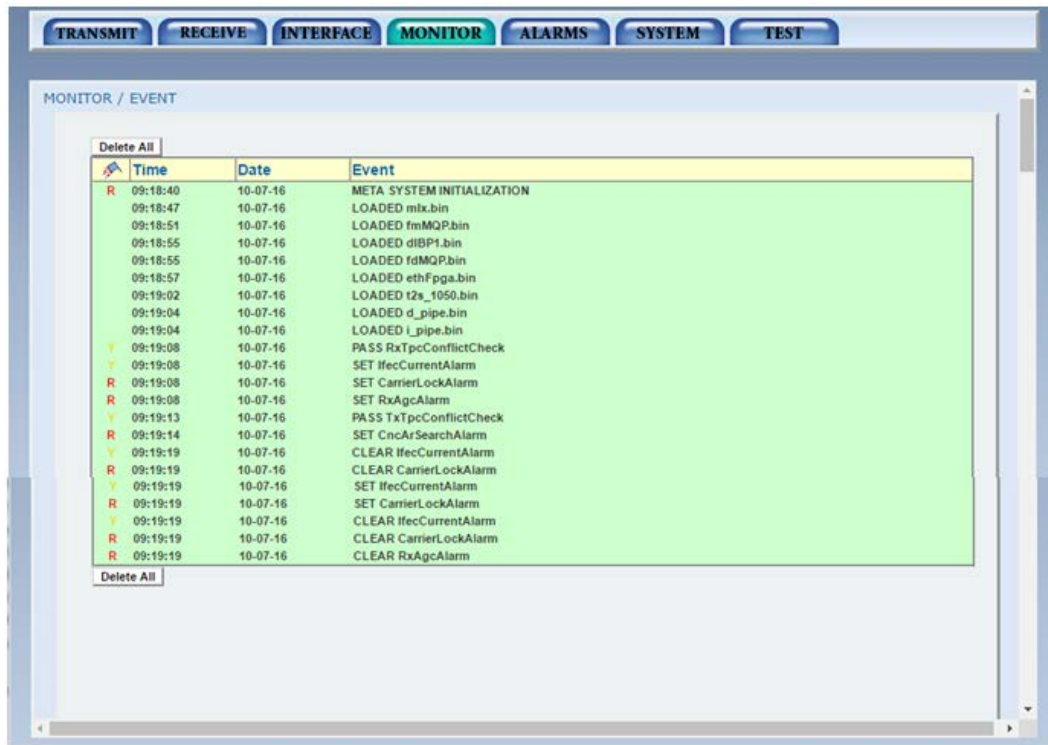 TRANSMIT RECEIVE INTERFACE MONITOR ALARMS SYSTEM TEST
MONITOR / EVENT
Delete All
Time Date Event
R 09:18:40 10-07-16 META SYSTEM INITIALIZATION
09:18:47 10-07-16 LOADED mlx.bin
09:18:51 10-07-16 LOADED fmMQP.bin
09:18:55 10-07-16 LOADED dIBP1.bin
09:18:55 10-07-16 LOADED fdMQP.bin
09:18:57 10-07-16 LOADED ethFpga.bin
09:19:02 10-07-16 LOADED t2s_1050.bin
09:19:04 10-07-16 LOADED d_pipe.bin
09:19:04 10-07-16 LOADED i_pipe.bin
Y 09:19:08 10-07-16 PASS RxTpcConflictCheck
Y 09:19:08 10-07-16 SET IfecCurrentAlarm
R 09:19:08 10-07-16 SET CarrierLockAlarm
R 09:19:08 10-07-16 SET RxAgcAlarm
Y 09:19:13 10-07-16 PASS TxTpcConflictCheck
R 09:19:14 10-07-16 SET CncArSearchAlarm
Y 09:19:19 10-07-16 CLEAR IfecCurrentAlarm
R 09:19:19 10-07-16 CLEAR CarrierLockAlarm
Y 09:19:19 10-07-16 SET IfecCurrentAlarm
R 09:19:19 10-07-16 SET CarrierLockAlarm
Y 09:19:19 10-07-16 CLEAR IfecCurrentAlarm
R 09:19:19 10-07-16 CLEAR CarrierLockAlarm
R 09:19:19 10-07-16 CLEAR RxAgcAlarm
Delete All